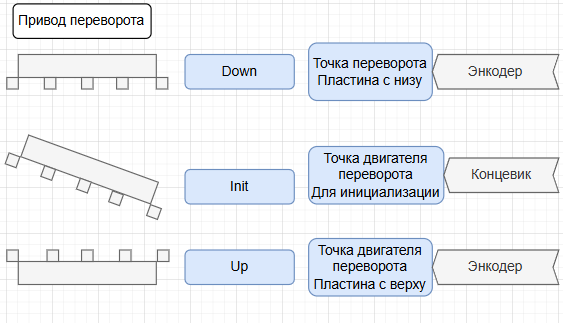 Привод переворота
Down
Точка переворота
Пластина с низу
Энкодер
Init
Точка двигателя
переворота
Для инициализации
Концевик
Up
Точка двигателя
переворота
Пластина с верху
Энкодер